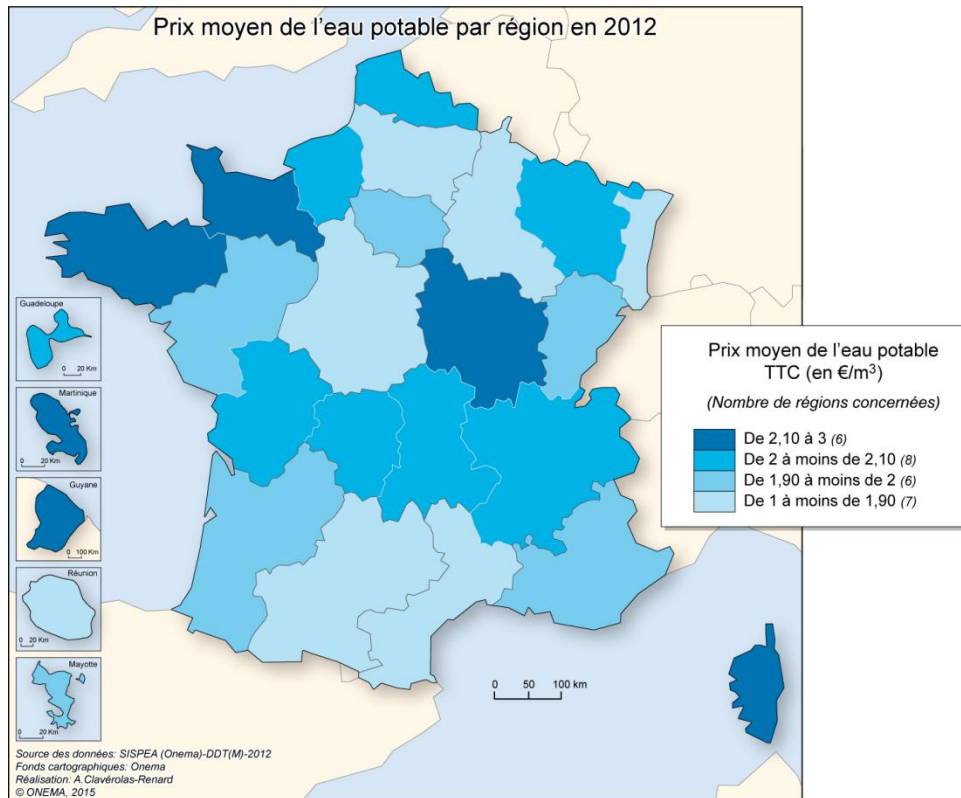 Prix moyen de l'eau potable par région en 2012
Guadeloupe
0 20 Km
Martinique
0 20 Km
Guyane
0 100 Km
Réunion
0 20 Km
Mayotte
0 20 Km
Prix moyen de l'eau potable
TTC (en €/m³)
(Nombre de régions concernées)
De 2,10 à 3 (6)
De 2 à moins de 2,10 (8)
De 1,90 à moins de 2 (6)
De 1 à moins de 1,90 (7)
0 50 100 km
Source des données: SISPEA (Onema)-DDT(M)-2012
Fonds cartographiques: Onema
Réalisation: A.Clavérolas-Renard
© ONEMA, 2015